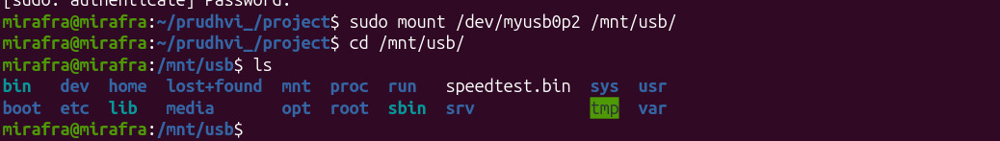 [sudo: authenticate] Password:
mirafra@mirafra:~/prudhvi_/project$ sudo mount /dev/myusb0p2 /mnt/usb/
mirafra@mirafra:~/prudhvi_/project$ cd /mnt/usb/
mirafra@mirafra:/mnt/usb$ ls
bin dev home lost+found mnt proc run speedtest.bin sys usr
boot etc lib media opt root sbin srv tmp var
mirafra@mirafra:/mnt/usb$